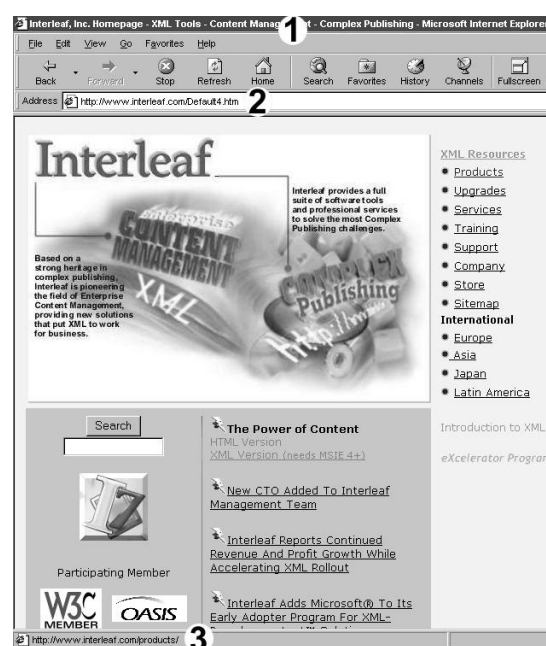 Interleaf, Inc. Homepage - XML Tools - Content Manag - Complex Publishing - Microsoft Internet Explore
1
File Edit View Go Favorites Help
Back Forward Stop Refresh Home Search Favorites History Channels Fullscreen
Address http://www.interleaf.com/Default4.htm
2
Interleaf
Interleaf provides a full
suite of software tools
and professional services
to solve the most Complex
Publishing challenges.
Enterprise
CONTENT
MANAGEMENT
XML
COMPLEX
Publishing
http://www.
Based on a
strong heritage in
complex publishing,
Interleaf is pioneering
the field of Enterprise
Content Management,
providing new solutions
that put XML to work
for business.
XML Resources
Products
Upgrades
Services
Training
Support
Company
Store
Sitemap
International
Europe
Asia
Japan
Latin America
Introduction to XML
eXcelerator Progra
Search
Participating Member
W3C
MEMBER
OASIS
The Power of Content
HTML Version
XML Version (needs MSIE 4+)
New CTO Added To Interleaf
Management Team
Interleaf Reports Continued
Revenue And Profit Growth While
Accelerating XML Rollout
Interleaf Adds Microsoft® To Its
Early Adopter Program For XML-
http://www.interleaf.com/products/
3